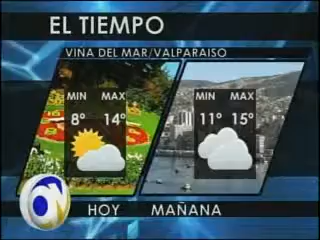 EL TIEMPO
VIÑA DEL MAR/VALPARAISO
MIN MAX MIN MAX
8° 14° 11° 15°
HOY MAÑANA